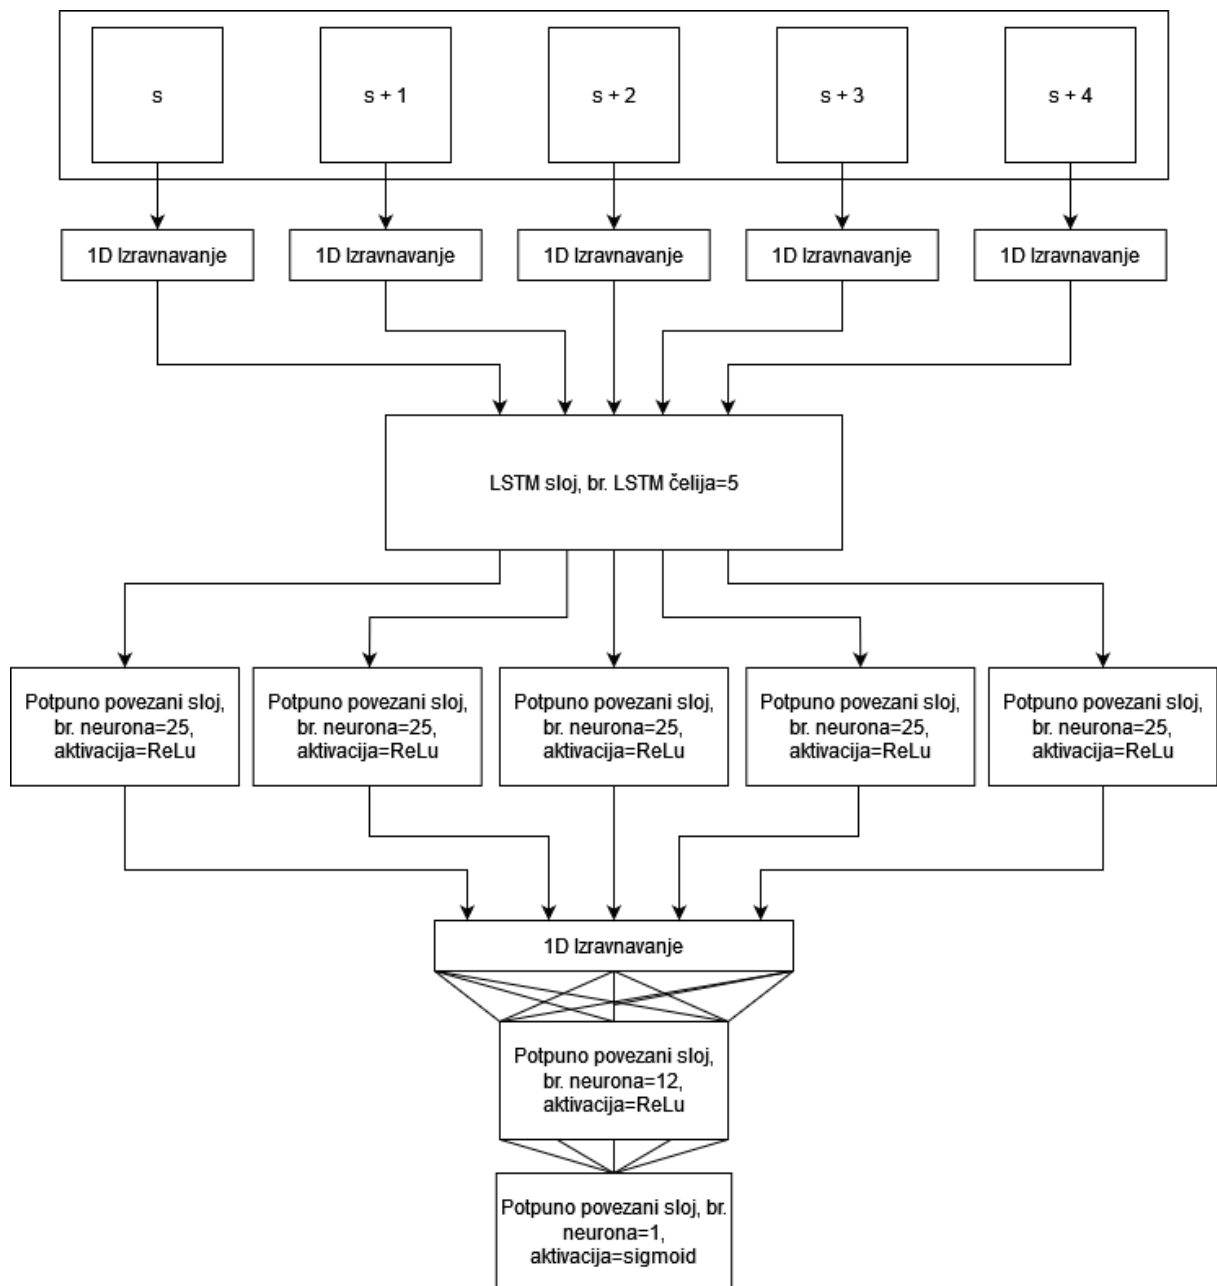 s
s + 1
s + 2
s + 3
s + 4
1D Izravnavanje
1D Izravnavanje
1D Izravnavanje
1D Izravnavanje
1D Izravnavanje
LSTM sloj, br. LSTM čelija=5
Potpuno povezani sloj,
br. neurona=25,
aktivacija=ReLu
Potpuno povezani sloj,
br. neurona=25,
aktivacija=ReLu
Potpuno povezani sloj,
br. neurona=25,
aktivacija=ReLu
Potpuno povezani sloj,
br. neurona=25,
aktivacija=ReLu
Potpuno povezani sloj,
br. neurona=25,
aktivacija=ReLu
1D Izravnavanje
Potpuno povezani sloj,
br. neurona=12,
aktivacija=ReLu
Potpuno povezani sloj, br.
neurona=1,
aktivacija=sigmoid